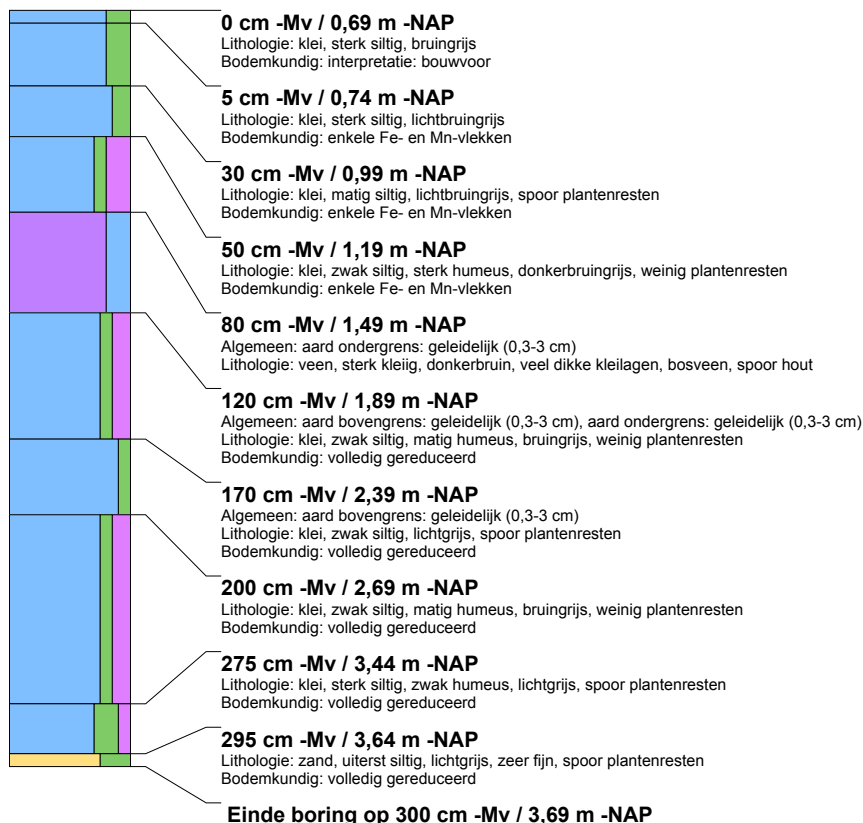 0 cm -Mv / 0,69 m -NAP
Lithologie: klei, sterk siltig, bruingrijs
Bodemkundig: interpretatie: bouwvoor
5 cm -Mv / 0,74 m -NAP
Lithologie: klei, sterk siltig, lichtbruingrijs
Bodemkundig: enkele Fe- en Mn-vlekken
30 cm -Mv / 0,99 m -NAP
Lithologie: klei, matig siltig, lichtbruingrijs, spoor plantenresten
Bodemkundig: enkele Fe- en Mn-vlekken
50 cm -Mv / 1,19 m -NAP
Lithologie: klei, zwak siltig, sterk humeus, donkerbruingrijs, weinig plantenresten
Bodemkundig: enkele Fe- en Mn-vlekken
80 cm -Mv / 1,49 m -NAP
Algemeen: aard ondergrens: geleidelijk (0,3-3 cm)
Lithologie: veen, sterk kleiig, donkerbruin, veel dikke kleilagen, bosveen, spoor hout
120 cm -Mv / 1,89 m -NAP
Algemeen: aard bovengrens: geleidelijk (0,3-3 cm), aard ondergrens: geleidelijk (0,3-3 cm)
Lithologie: klei, zwak siltig, matig humeus, bruingrijs, weinig plantenresten
Bodemkundig: volledig gereduceerd
170 cm -Mv / 2,39 m -NAP
Algemeen: aard bovengrens: geleidelijk (0,3-3 cm)
Lithologie: klei, zwak siltig, lichtgrijs, spoor plantenresten
Bodemkundig: volledig gereduceerd
200 cm -Mv / 2,69 m -NAP
Lithologie: klei, zwak siltig, matig humeus, bruingrijs, weinig plantenresten
Bodemkundig: volledig gereduceerd
275 cm -Mv / 3,44 m -NAP
Lithologie: klei, sterk siltig, zwak humeus, lichtgrijs, spoor plantenresten
Bodemkundig: volledig gereduceerd
295 cm -Mv / 3,64 m -NAP
Lithologie: zand, uiterst siltig, lichtgrijs, zeer fijn, spoor plantenresten
Bodemkundig: volledig gereduceerd
Einde boring op 300 cm -Mv / 3,69 m -NAP